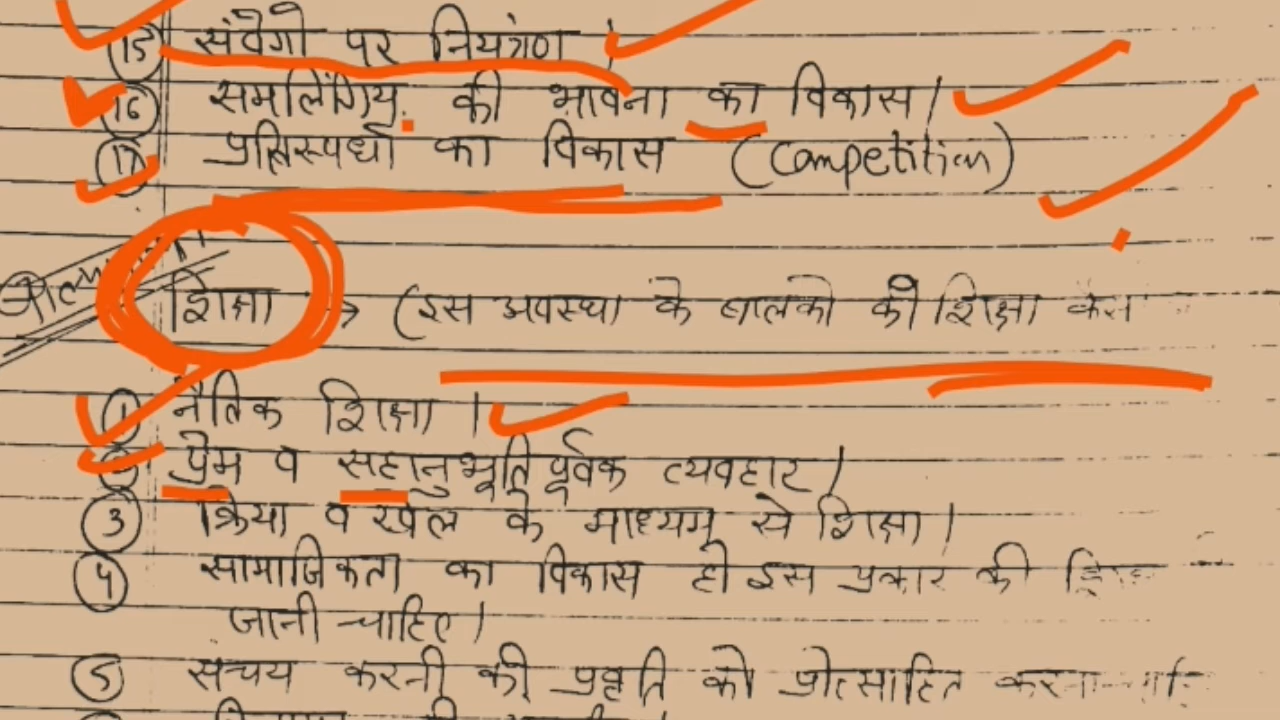 15 संवेगो पर नियंत्रण |
16 समलिंगिय की भावना का विकास |
17 प्रतिस्पर्धा का विकास (Competition)
शिक्षा → (इस अवस्था के बालको की शिक्षा
1 नैतिक शिक्षा |
2 प्रेम व सहानुभूति पूर्वक व्यवहार |
3 क्रिया व खेल के माध्यम से शिक्षा |
4 सामाजिकता का विकास हो इस प्रकार की
जानी चाहिए |
5 संचय करनी की प्रवृति को प्रोत्साहित करना